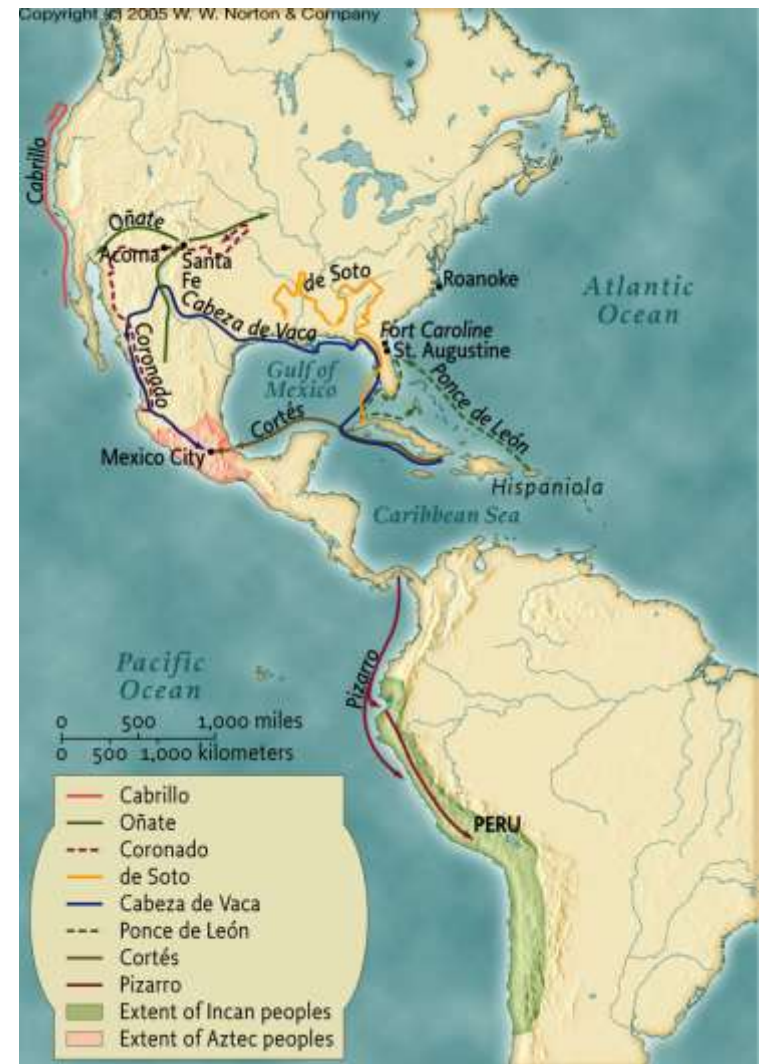 Copyright (c) 2005 W. W. Norton & Company
Cabrillo
Oñate
Acoma
Santa
Fe
de Soto
Roanoke
Atlantic
Ocean
Cabeza de Vaca
Fort Caroline
St. Augustine
Coronado
Gulf of
Mexico
Ponce de León
Cortés
Mexico City
Hispaniola
Caribbean Sea
Pacific
Ocean
Pizarro
0 500 1,000 miles
0 500 1,000 kilometers
PERU
Cabrillo
Oñate
Coronado
de Soto
Cabeza de Vaca
Ponce de León
Cortés
Pizarro
Extent of Incan peoples
Extent of Aztec peoples